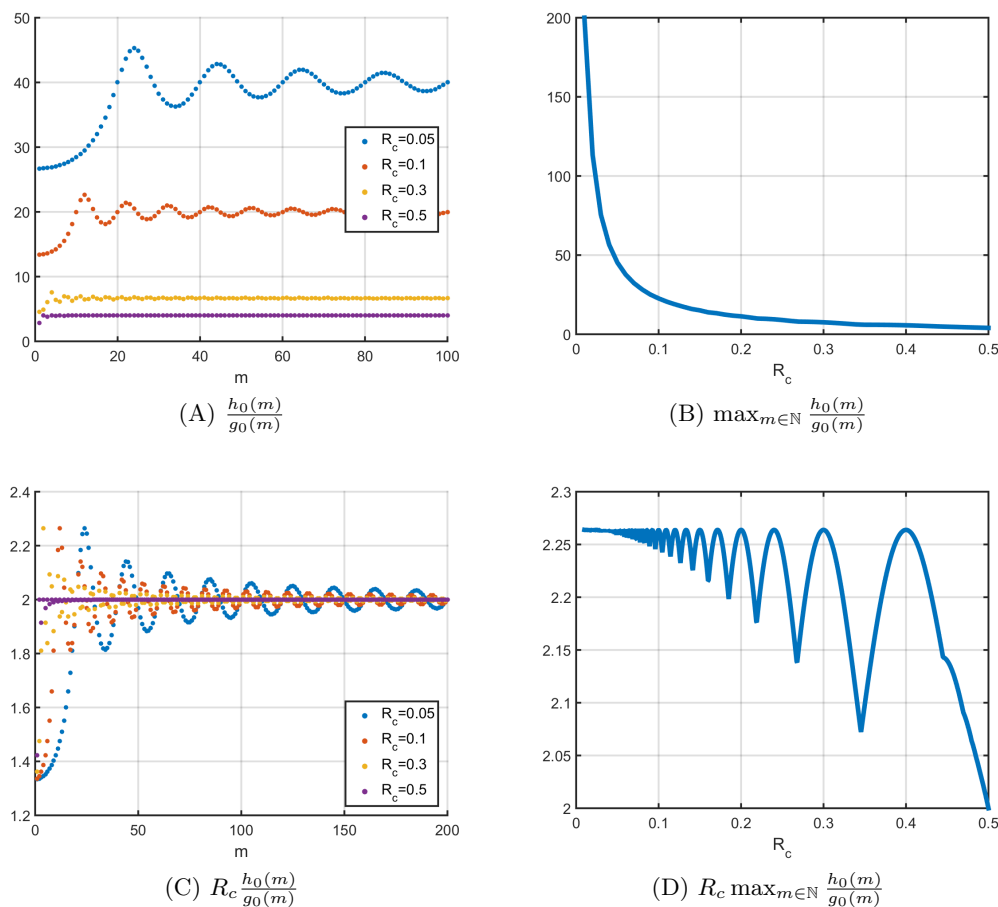 50
40
30
20
10
0
0 20 40 60 80 100
m
R_c=0.05
R_c=0.1
R_c=0.3
R_c=0.5
(A) \frac{h_0(m)}{g_0(m)}
200
150
100
50
0
0 0.1 0.2 0.3 0.4 0.5
R_c
(B) \max_{m∈ℕ} \frac{h_0(m)}{g_0(m)}
2.4
2.2
2
1.8
1.6
1.4
1.2
0 50 100 150 200
m
R_c=0.05
R_c=0.1
R_c=0.3
R_c=0.5
(C) R_c \frac{h_0(m)}{g_0(m)}
2.3
2.25
2.2
2.15
2.1
2.05
2
0 0.1 0.2 0.3 0.4 0.5
R_c
(D) R_c \max_{m∈ℕ} \frac{h_0(m)}{g_0(m)}